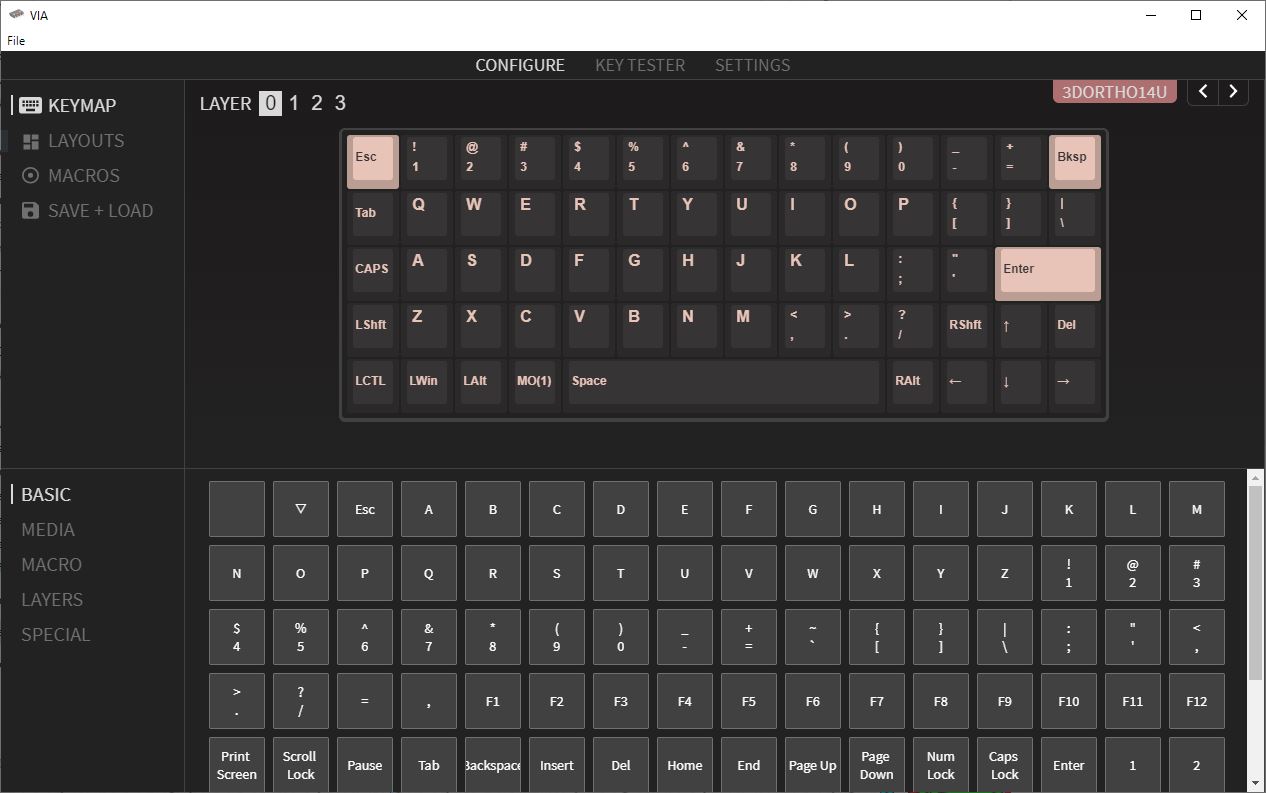 VIA
File
CONFIGURE KEY TESTER SETTINGS
KEYMAP
LAYOUTS
MACROS
SAVE + LOAD
LAYER 0 1 2 3
3DORTHO14U
Esc ! @ # $ % ^ & * ( ) _ + Bksp
1 2 3 4 5 6 7 8 9 0 - =
Tab Q W E R T Y U I O P { } |
[ ] \
CAPS A S D F G H J K L : " Enter
; '
LShft Z X C V B N M < > ? RShft ↑ Del
, . /
LCTL LWin LAlt MO(1) Space RAlt ← ↓ →
BASIC
MEDIA
MACRO
LAYERS
SPECIAL
▽ Esc A B C D E F G H I J K L M
N O P Q R S T U V W X Y Z ! @ #
1 2 3
$ % ^ & * ( ) _ + ~ { } | : " <
4 5 6 7 8 9 0 - = ` [ ] \ ; ' ,
> ? = , F1 F2 F3 F4 F5 F6 F7 F8 F9 F10 F11 F12
. /
Print Screen Scroll Lock Pause Tab Backspace Insert Del Home End Page Up Page Down Num Lock Caps Lock Enter 1 2